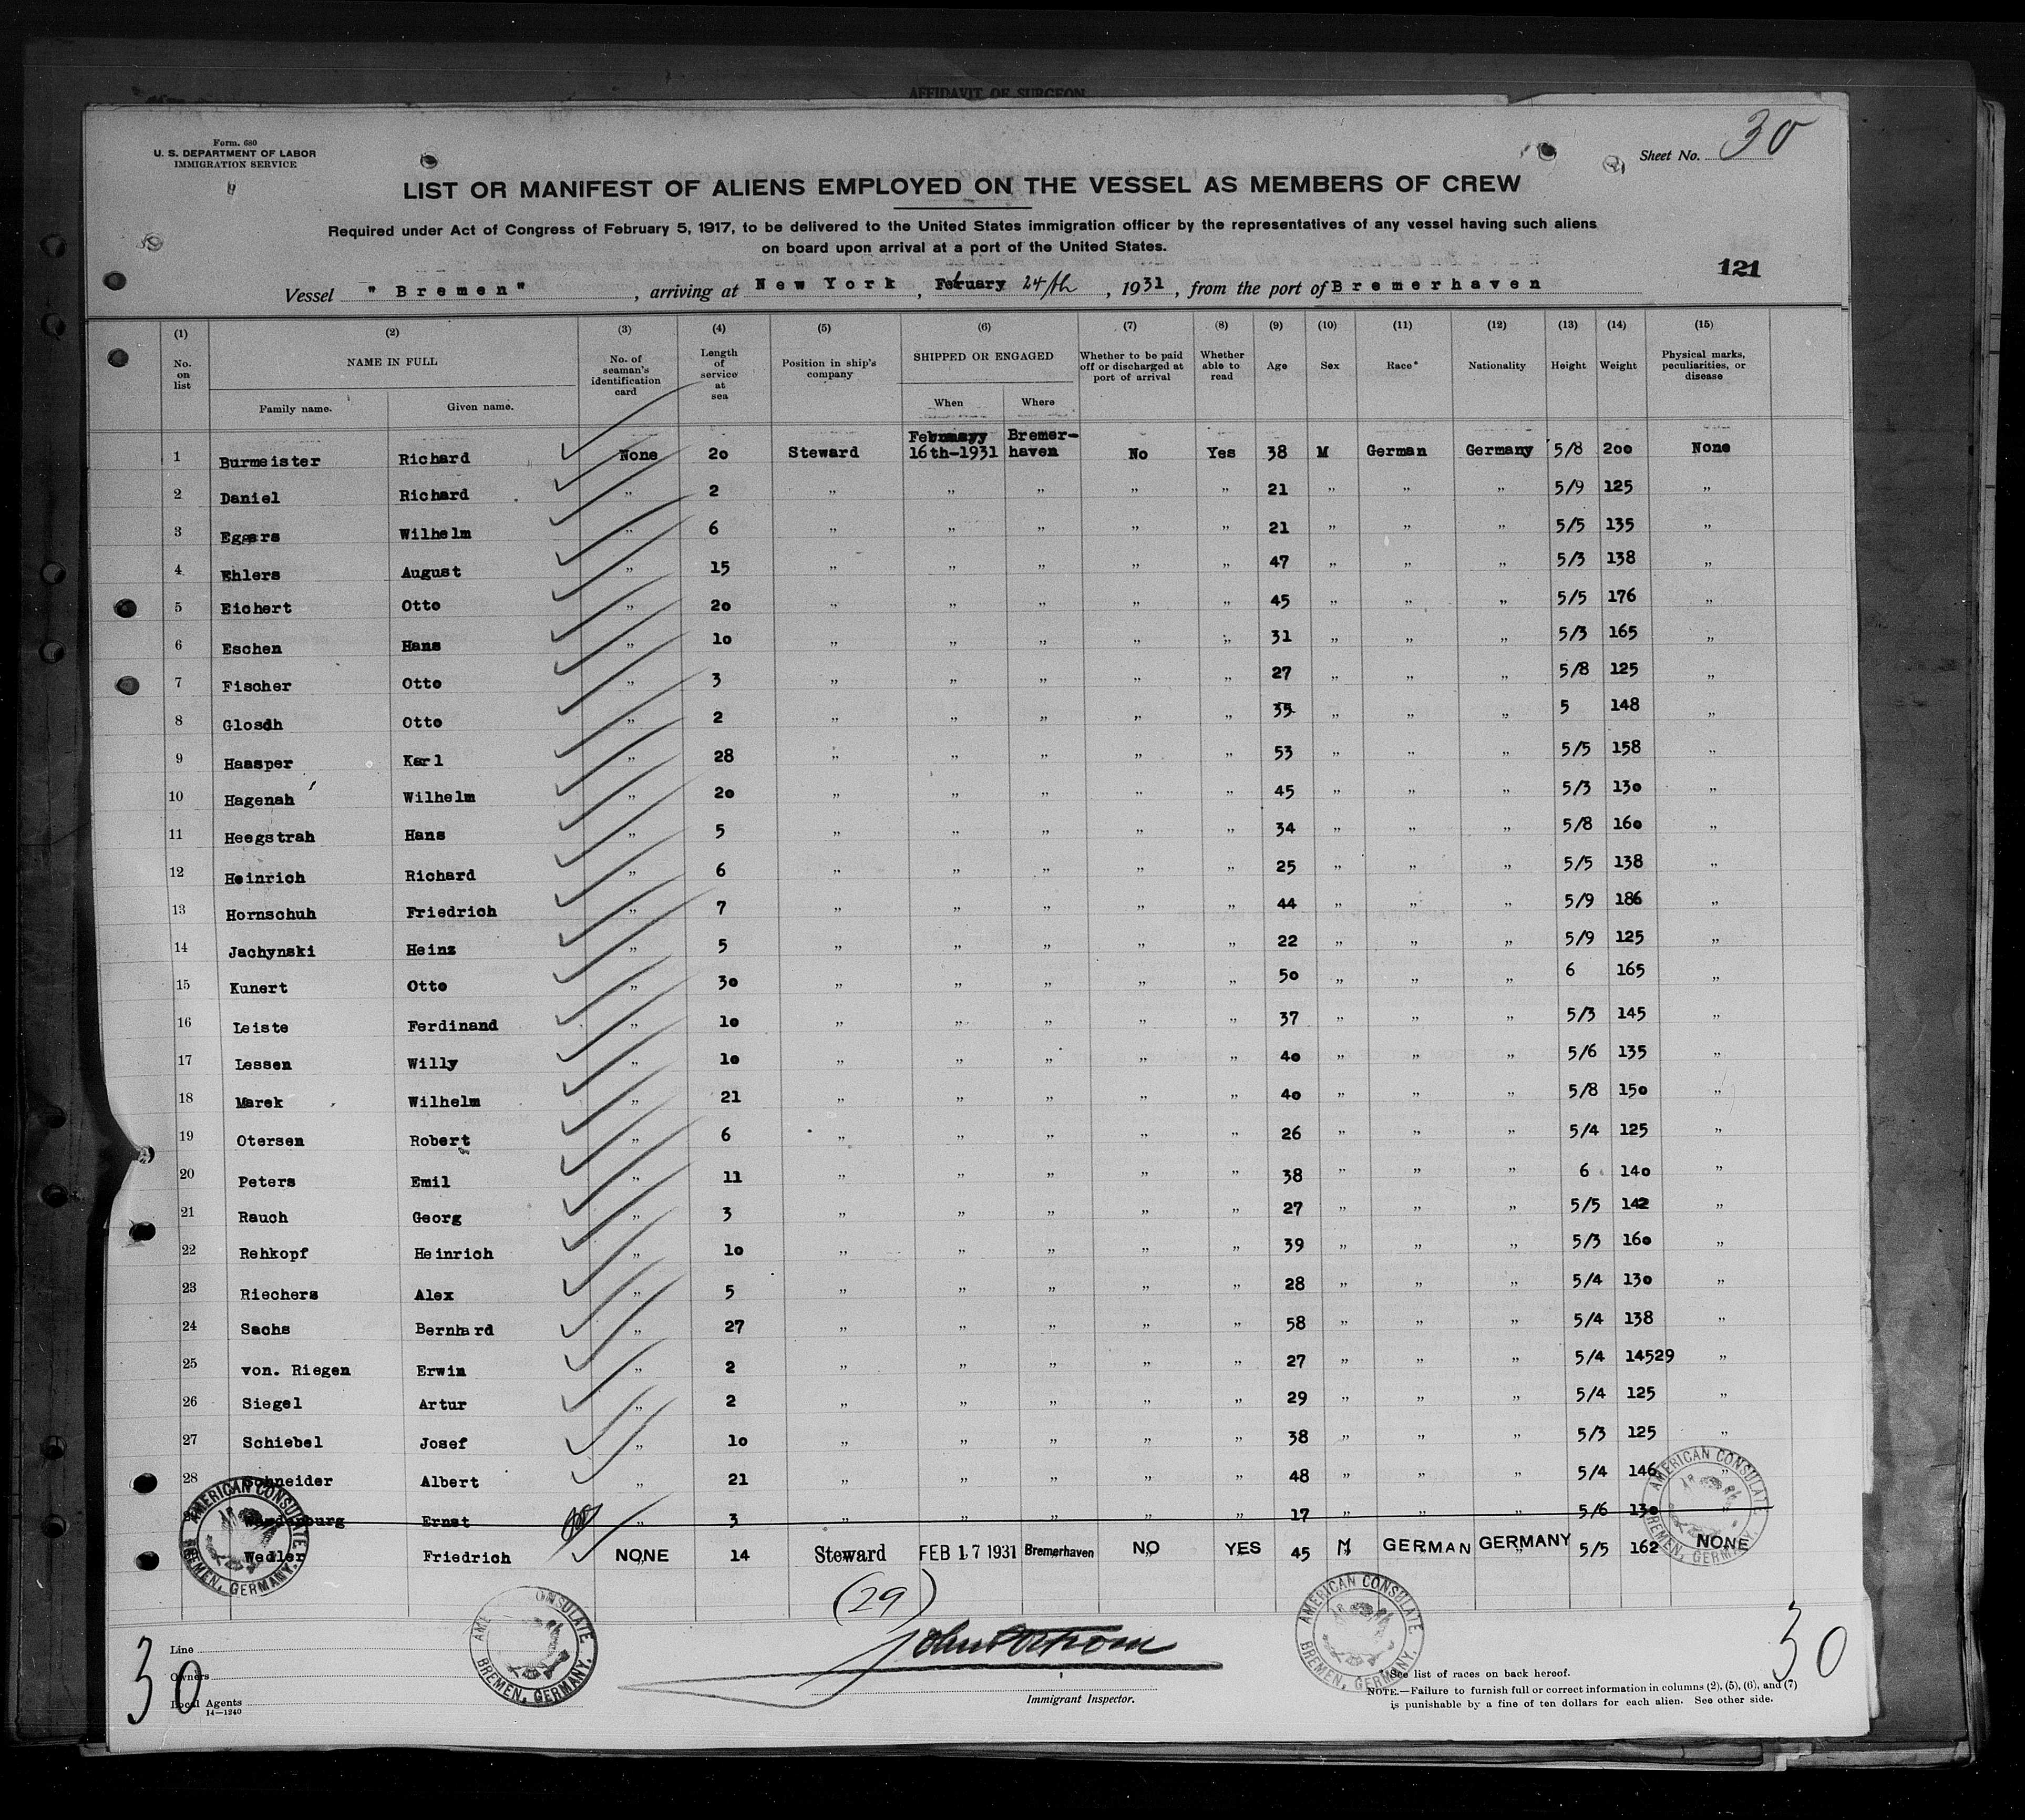 AFFIDAVIT OF SURGEON
Form. 680
U. S. DEPARTMENT OF LABOR
IMMIGRATION SERVICE
Sheet No. 30
LIST OR MANIFEST OF ALIENS EMPLOYED ON THE VESSEL AS MEMBERS OF CREW
Required under Act of Congress of February 5, 1917, to be delivered to the United States immigration officer by the representatives of any vessel having such aliens
on board upon arrival at a port of the United States.
121
Vessel " Bremen" , arriving at New York , February 24th , 1931 , from the port of Bremerhaven
(1) (2) (3) (4) (5) (6) (7) (8) (9) (10) (11) (12) (13) (14) (15)
No. on list NAME IN FULL Family name. Given name. No. of seaman's identification card Length of service at sea Position in ship's company SHIPPED OR ENGAGED When Where Whether to be paid off or discharged at port of arrival Whether able to read Age Sex Race* Nationality Height Weight Physical marks, peculiarities, or disease
1 Burmeister Richard None 20 Steward February 16th-1931 Bremer-haven No Yes 38 M German Germany 5/8 200 None
2 Daniel Richard " 2 " " " " " 21 " " " 5/9 125 "
3 Eggers Wilhelm " 6 " " " " " 21 " " " 5/5 135 "
4 Ehlers August " 15 " " " " " 47 " " " 5/3 138 "
5 Eichert Otto " 20 " " " " " 45 " " " 5/5 176 "
6 Eschen Hans " 10 " " " " " 31 " " " 5/3 165 "
7 Fischer Otto " 3 " " " " " 27 " " " 5/8 125 "
8 Glosdh Otto " 2 " " " " " 35 " " " 5 148 "
9 Haasper Karl " 28 " " " " " 53 " " " 5/5 158 "
10 Hagenah Wilhelm " 20 " " " " " 45 " " " 5/3 130 "
11 Heegstrah Hans " 5 " " " " " 34 " " " 5/8 160 "
12 Heinrich Richard " 6 " " " " " 25 " " " 5/5 138 "
13 Hornschuh Friedrich " 7 " " " " " 44 " " " 5/9 186 "
14 Jachynski Heinz " 5 " " " " " 22 " " " 5/9 125 "
15 Kunert Otto " 30 " " " " " 50 " " " 6 165 "
16 Leiste Ferdinand " 10 " " " " " 37 " " " 5/3 145 "
17 Lessen Willy " 10 " " " " " 40 " " " 5/6 135 "
18 Marek Wilhelm " 21 " " " " " 40 " " " 5/8 150 "
19 Otersen Robert " 6 " " " " " 26 " " " 5/4 125 "
20 Peters Emil " 11 " " " " " 38 " " " 6 140 "
21 Rauch Georg " 3 " " " " " 27 " " " 5/5 142 "
22 Rehkopf Heinrich " 10 " " " " " 39 " " " 5/3 160 "
23 Riechers Alex " 5 " " " " " 28 " " " 5/4 130 "
24 Sachs Bernhard " 27 " " " " " 58 " " " 5/4 138 "
25 von. Riegen Erwin " 2 " " " " " 27 " " " 5/4 14529 "
26 Siegel Artur " 2 " " " " " 29 " " " 5/4 125 "
27 Schiebel Josef " 10 " " " " " 38 " " " 5/3 125 "
28 Schneider Albert " 21 " " " " " 48 " " " 5/4 146 "
Ernst " 3 " " " " " 17 " " " 5/6 130 "
Wedler Friedrich NONE 14 Steward FEB 17 1931 Bremerhaven NO YES 45 M GERMAN GERMANY 5/5 162 NONE
AMERICAN CONSULATE BREMEN, GERMANY.
AMERICAN CONSULATE BREMEN, GERMANY.
(29)
AMERICAN CONSULATE BREMEN, GERMANY.
AMERICAN CONSULATE BREMEN, GERMANY.
30
30
Line
Owners
Local Agents
14—1240
Immigrant Inspector.
*See list of races on back hereof.
NOTE.—Failure to furnish full or correct information in columns (2), (5), (6), and (7)
is punishable by a fine of ten dollars for each alien. See other side.